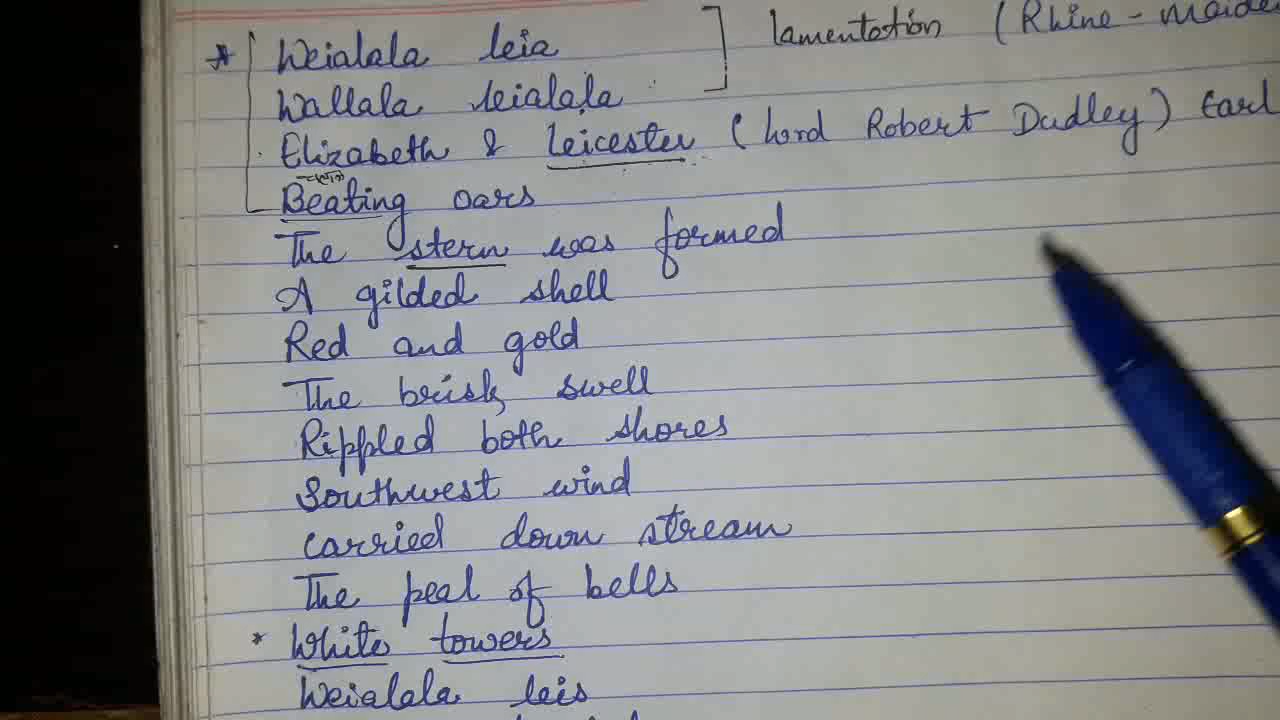 * Weialala leia ] lamentation (Rhine-maide
Wallala leialala
Elizabeth & Leicester (Lord Robert Dudley) Earl
Beating oars
The stern was formed
A gilded shell
Red and gold
The brisk swell
Rippled both shores
Southwest wind
carried down stream
The peal of bells
* White towers
Weialala leis